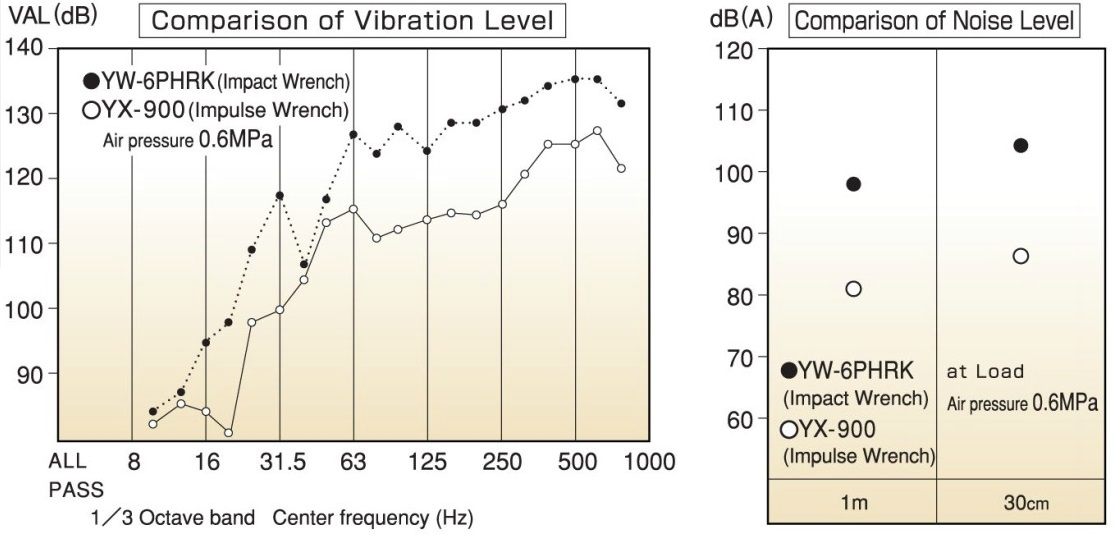 VAL (dB)
Comparison of Vibration Level
140
130
120
110
100
90
●YW-6PHRK (Impact Wrench)
○YX-900 (Impulse Wrench)
Air pressure 0.6MPa
ALL PASS
8 16 31.5 63 125 250 500 1000
1/3 Octave band Center frequency (Hz)
dB(A)
Comparison of Noise Level
120
110
100
90
80
70
60
●YW-6PHRK
(Impact Wrench)
○YX-900
(Impulse Wrench)
at Load
Air pressure 0.6MPa
1m 30cm